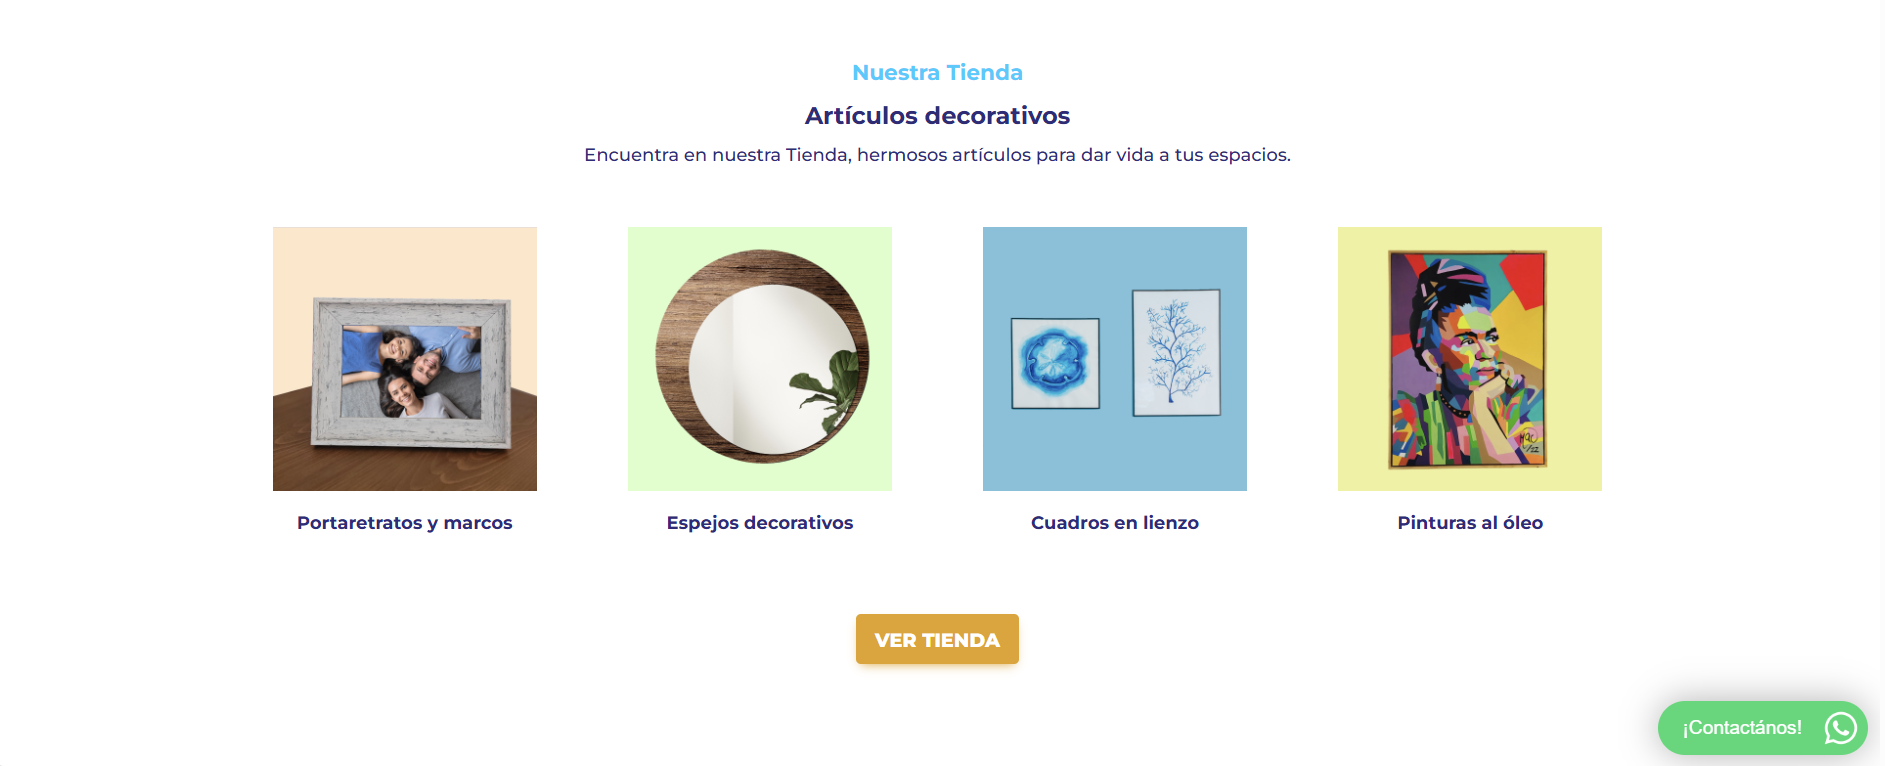 Nuestra Tienda
Artículos decorativos
Encuentra en nuestra Tienda, hermosos artículos para dar vida a tus espacios.
Portaretratos y marcos
Espejos decorativos
Cuadros en lienzo
Pinturas al óleo
VER TIENDA
¡Contactános!